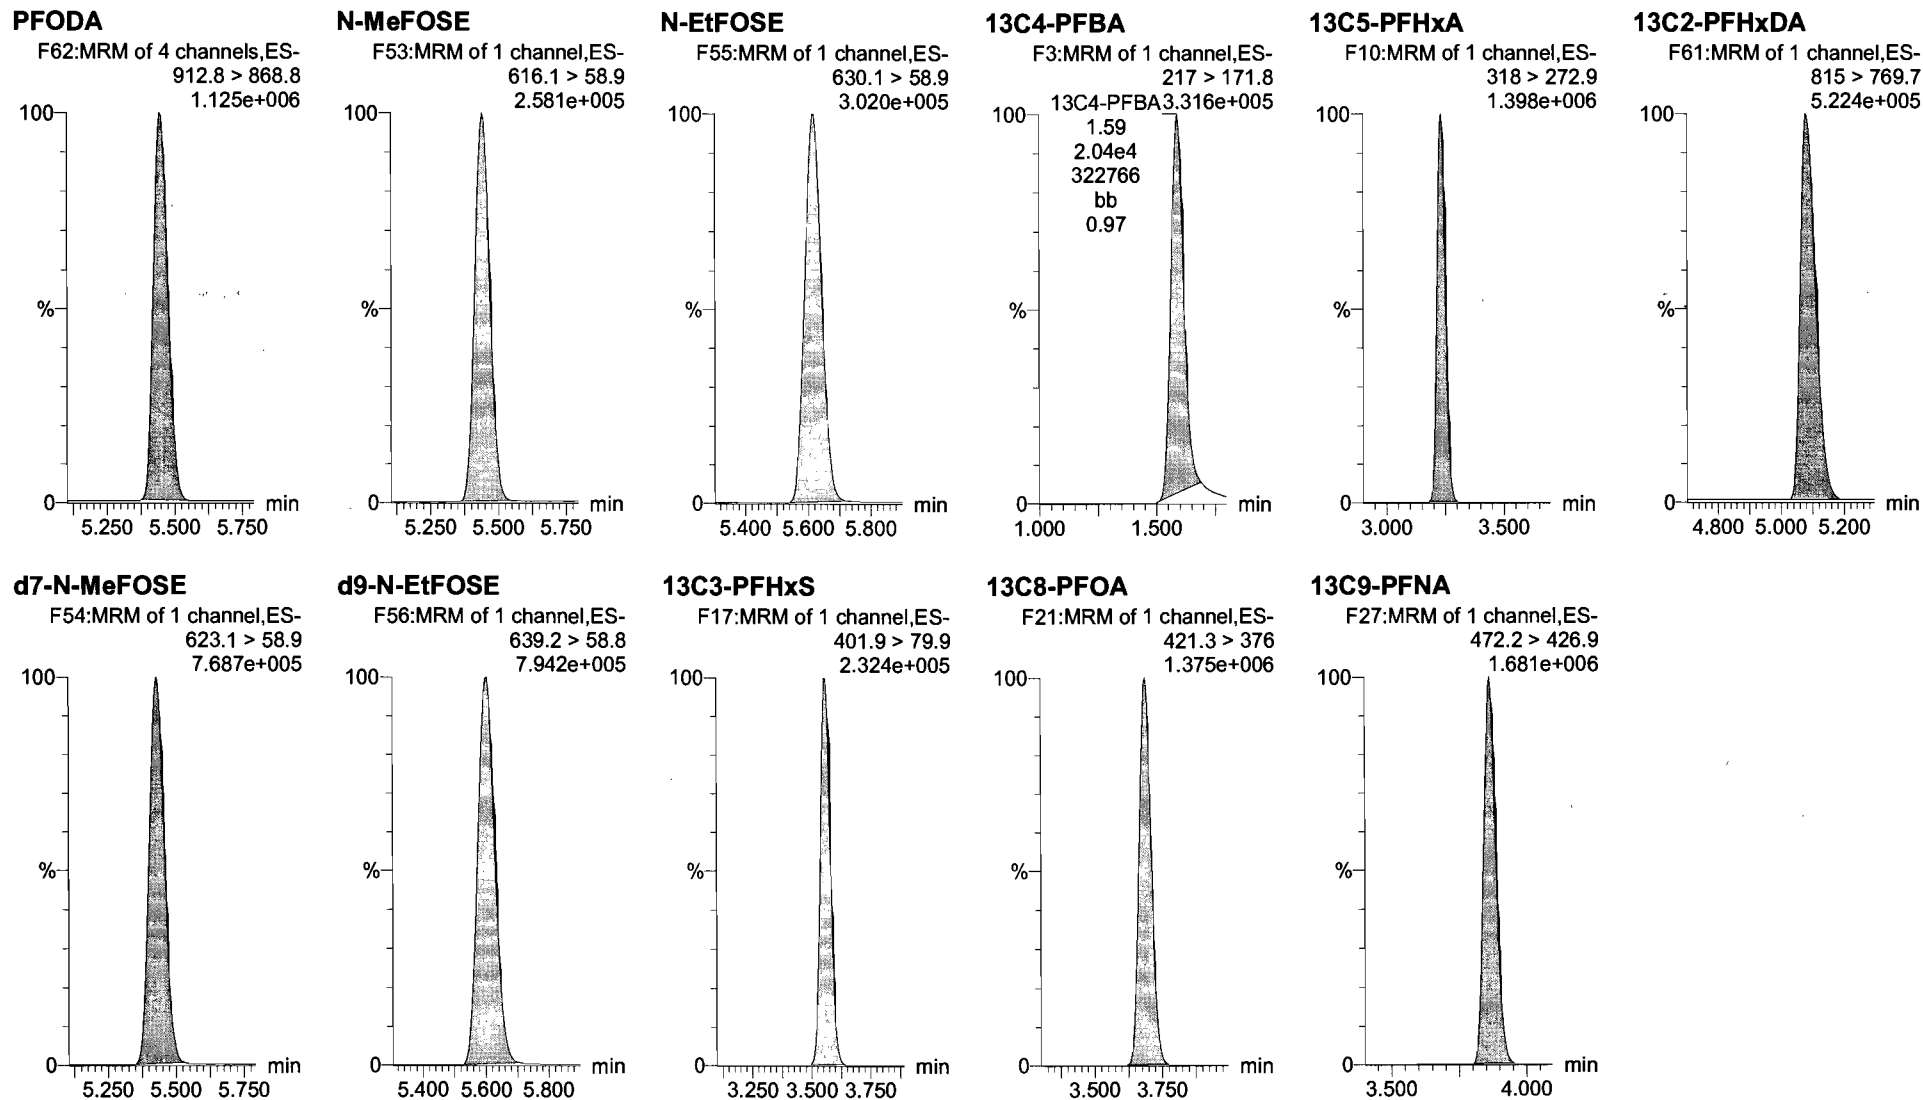 PFODA
F62:MRM of 4 channels,ES-
912.8 > 868.8
1.125e+006
100
%
0
min
5.250 5.500 5.750
N-MeFOSE
F53:MRM of 1 channel,ES-
616.1 > 58.9
2.581e+005
100
%
0
min
5.250 5.500 5.750
N-EtFOSE
F55:MRM of 1 channel,ES-
630.1 > 58.9
3.020e+005
100
%
0
min
5.400 5.600 5.800
13C4-PFBA
F3:MRM of 1 channel,ES-
217 > 171.8
13C4-PFBA 3.316e+005
1.59
2.04e4
322766
bb
0.97
100
%
0
min
1.000 1.500
13C5-PFHxA
F10:MRM of 1 channel,ES-
318 > 272.9
1.398e+006
100
%
0
min
3.000 3.500
13C2-PFHxDA
F61:MRM of 1 channel,ES-
815 > 769.7
5.224e+005
100
%
0
min
4.800 5.000 5.200
d7-N-MeFOSE
F54:MRM of 1 channel,ES-
623.1 > 58.9
7.687e+005
100
%
0
min
5.250 5.500 5.750
d9-N-EtFOSE
F56:MRM of 1 channel,ES-
639.2 > 58.8
7.942e+005
100
%
0
min
5.400 5.600 5.800
13C3-PFHxS
F17:MRM of 1 channel,ES-
401.9 > 79.9
2.324e+005
100
%
0
min
3.250 3.500 3.750
13C8-PFOA
F21:MRM of 1 channel,ES-
421.3 > 376
1.375e+006
100
%
0
min
3.500 3.750
13C9-PFNA
F27:MRM of 1 channel,ES-
472.2 > 426.9
1.681e+006
100
%
0
min
3.500 4.000